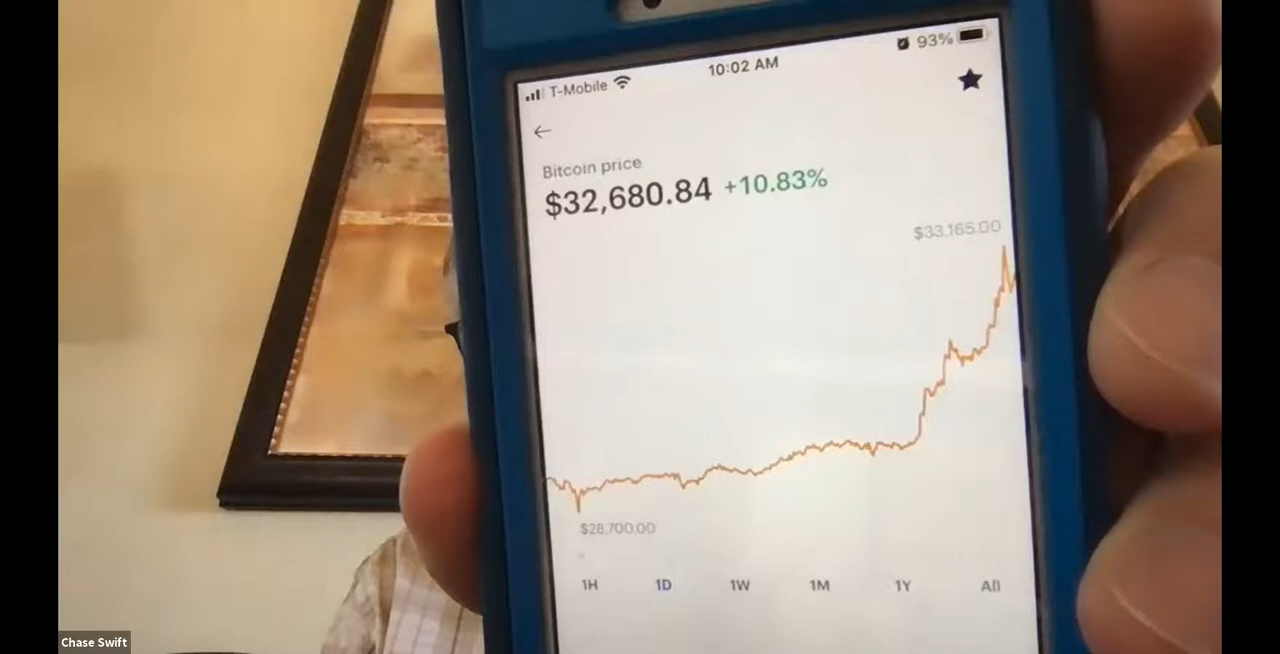 93%
10:02 AM
T-Mobile
Bitcoin price
$32,680.84 +10.83%
$33,165.00
$28,700.00
1H 1D 1W 1M 1Y All
Chase Swift